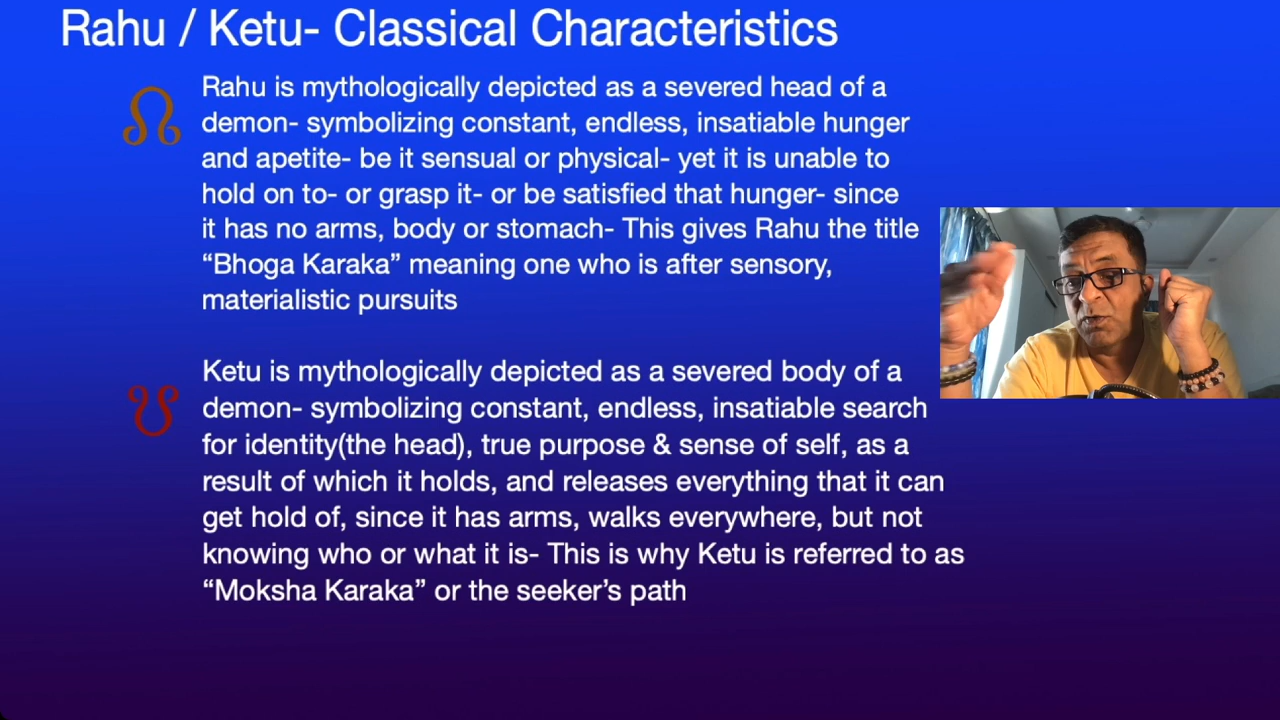 Rahu / Ketu- Classical Characteristics
Rahu is mythologically depicted as a severed head of a
demon- symbolizing constant, endless, insatiable hunger
and apetite- be it sensual or physical- yet it is unable to
hold on to- or grasp it- or be satisfied that hunger- since
it has no arms, body or stomach- This gives Rahu the title
“Bhoga Karaka” meaning one who is after sensory,
materialistic pursuits
Ketu is mythologically depicted as a severed body of a
demon- symbolizing constant, endless, insatiable search
for identity(the head), true purpose & sense of self, as a
result of which it holds, and releases everything that it can
get hold of, since it has arms, walks everywhere, but not
knowing who or what it is- This is why Ketu is referred to as
“Moksha Karaka” or the seeker’s path